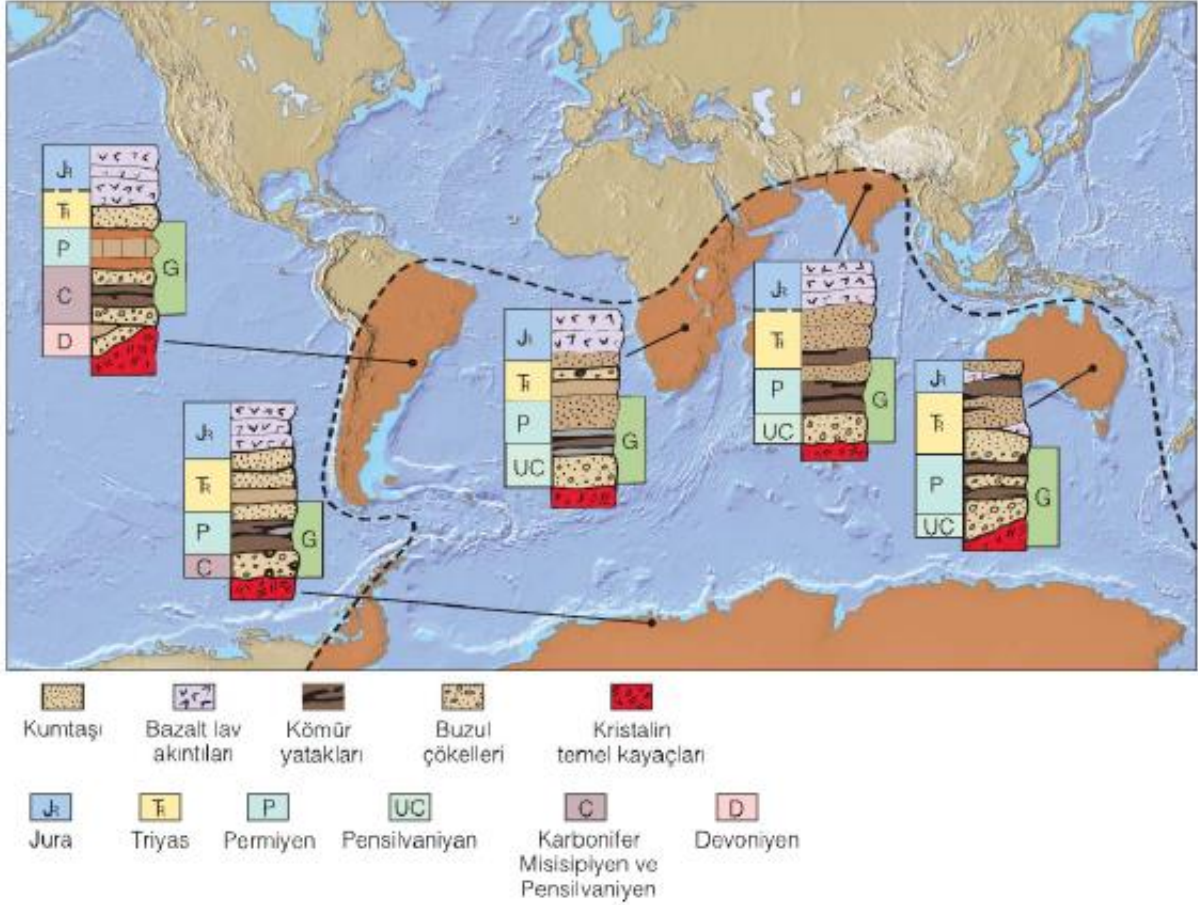 JR
TR
P
C
D
G
JR
TR
P
C
G
JR
TR
P
UC
G
JR
TR
P
UC
G
JR
TR
P
UC
G
Kumtaşı
Bazalt lav
akıntıları
Kömür
yatakları
Buzul
çökelleri
Kristalin
temel kayaçları
JR
TR
P
UC
C
D
Jura
Triyas
Permiyen
Pensilvaniyan
Karbonifer
Misisipiyen ve
Pensilvaniyen
Devoniyen